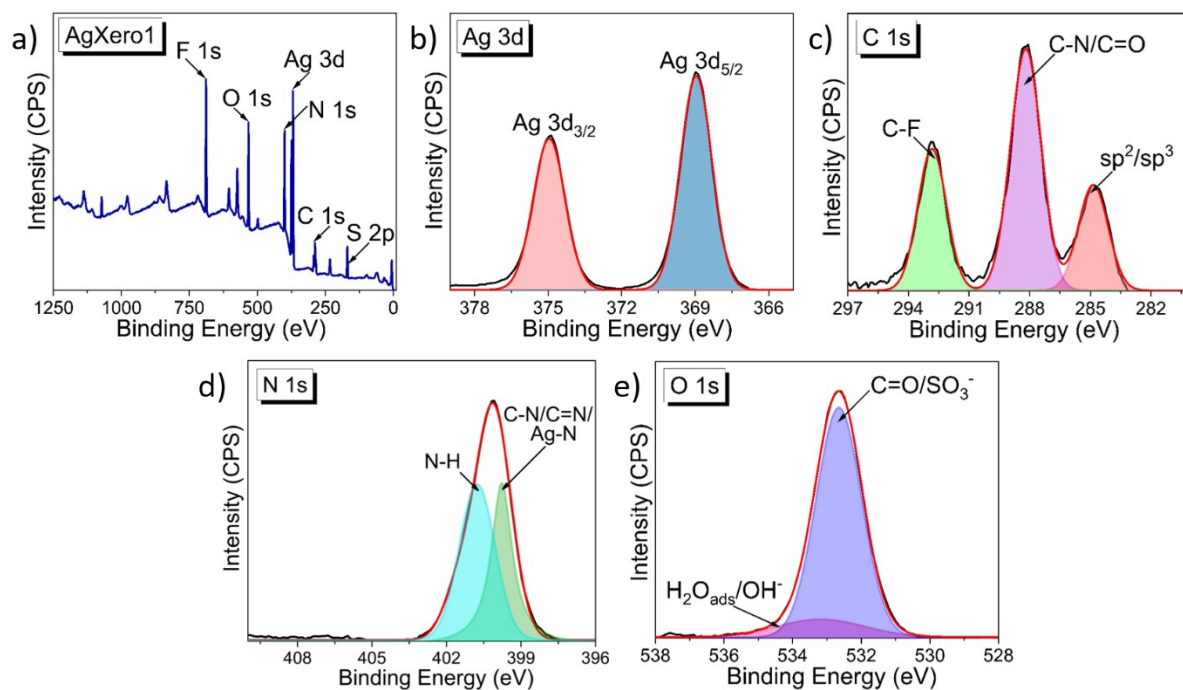 a)
AgXero1
F 1s
Ag 3d
O 1s
N 1s
C 1s
S 2p
Intensity (CPS)
1250 1000 750 500 250 0
Binding Energy (eV)
b)
Ag 3d
Ag 3d5/2
Ag 3d3/2
Intensity (CPS)
378 375 372 369 366
Binding Energy (eV)
c)
C 1s
C-N/C=O
C-F
sp²/sp³
Intensity (CPS)
297 294 291 288 285 282
Binding Energy (eV)
d)
N 1s
C-N/C=N/
Ag-N
N-H
Intensity (CPS)
408 405 402 399 396
Binding Energy (eV)
e)
O 1s
C=O/SO₃⁻
H₂Oads/OH⁻
Intensity (CPS)
538 536 534 532 530 528
Binding Energy (eV)